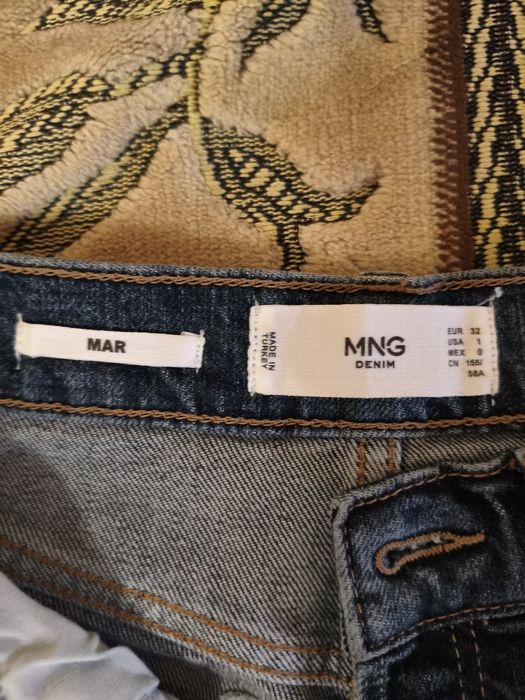 MAR
MADE IN
TURKEY
MNG
DENIM
EUR 32
USA 1
MEX 0
CN 155/
58A